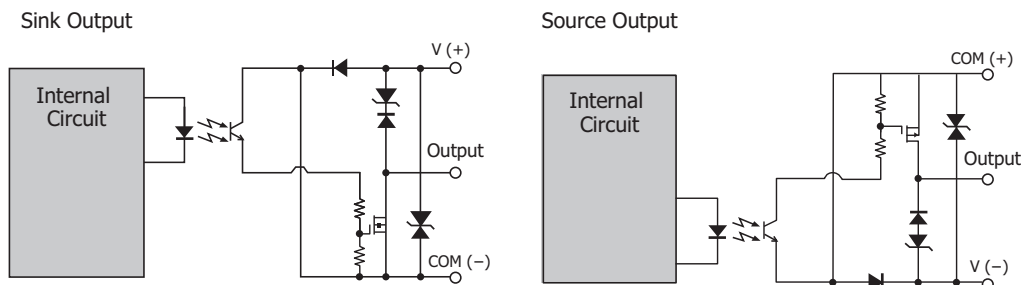 Sink Output
Internal
Circuit
V (+)
Output
COM (−)
Source Output
Internal
Circuit
COM (+)
Output
V (−)